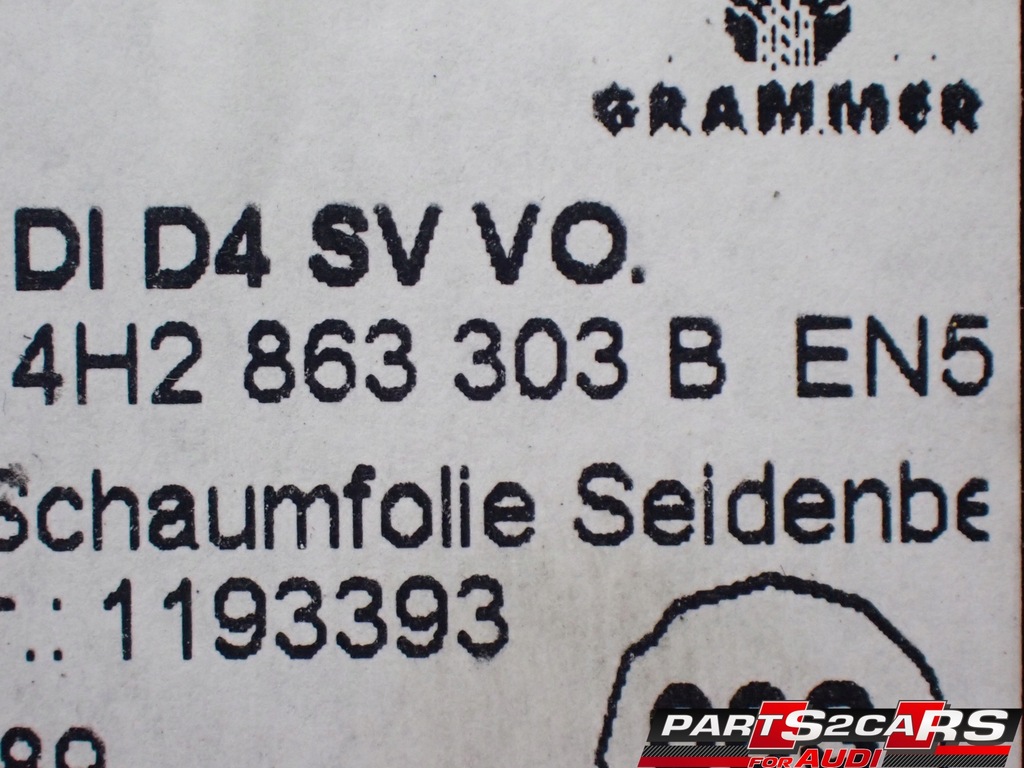 GRAMMER
DI D4 SV VO.
4H2 863 303 B EN5
Schaumfolie Seidenbe
.: 1193393
PARTS2CARS
FOR AUDI